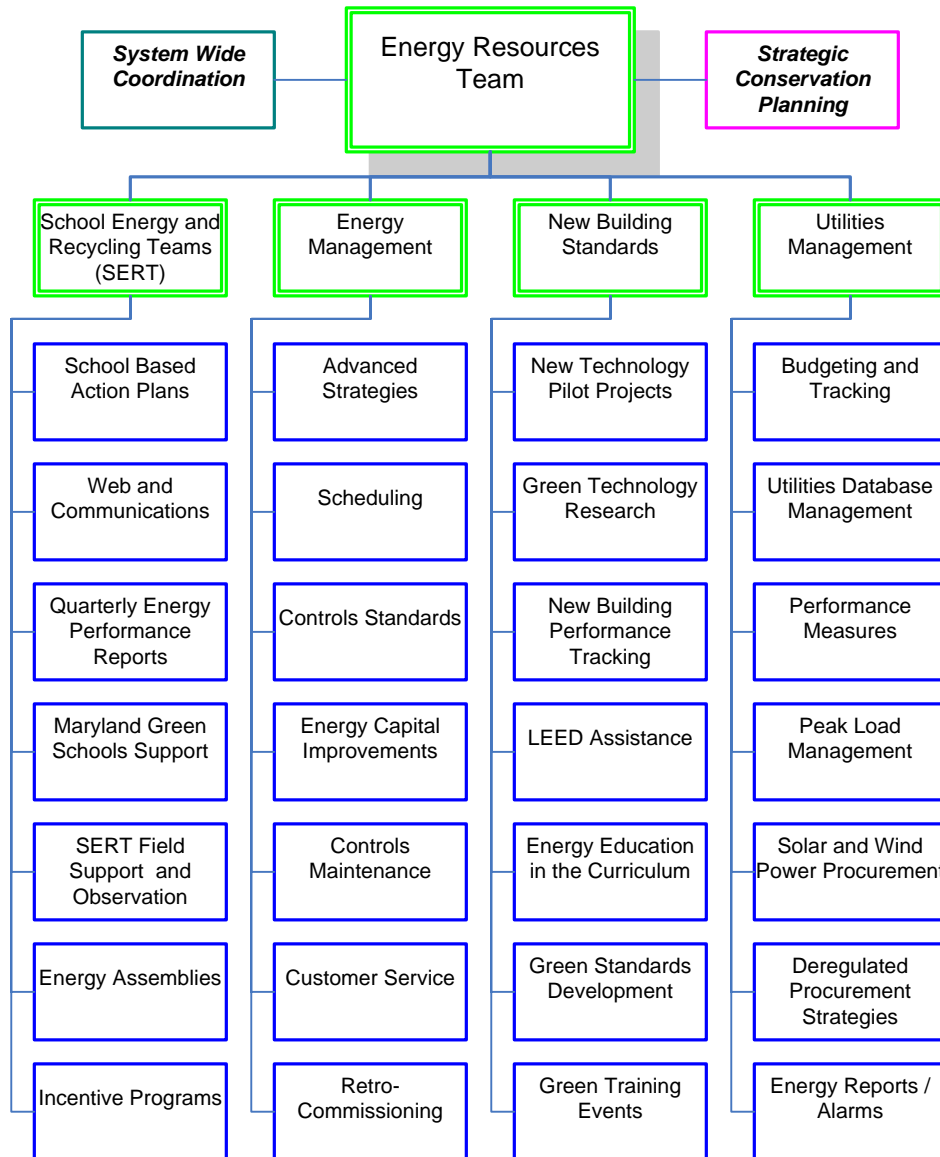 System Wide
Coordination
Energy Resources
Team
Strategic
Conservation
Planning
School Energy and
Recycling Teams
(SERT)
Energy
Management
New Building
Standards
Utilities
Management
School Based
Action Plans
Advanced
Strategies
New Technology
Pilot Projects
Budgeting and
Tracking
Web and
Communications
Scheduling
Green Technology
Research
Utilities Database
Management
Quarterly Energy
Performance
Reports
Controls Standards
New Building
Performance
Tracking
Performance
Measures
Maryland Green
Schools Support
Energy Capital
Improvements
LEED Assistance
Peak Load
Management
SERT Field
Support and
Observation
Controls
Maintenance
Energy Education
in the Curriculum
Solar and Wind
Power Procurement
Energy Assemblies
Customer Service
Green Standards
Development
Deregulated
Procurement
Strategies
Incentive Programs
Retro-
Commissioning
Green Training
Events
Energy Reports /
Alarms